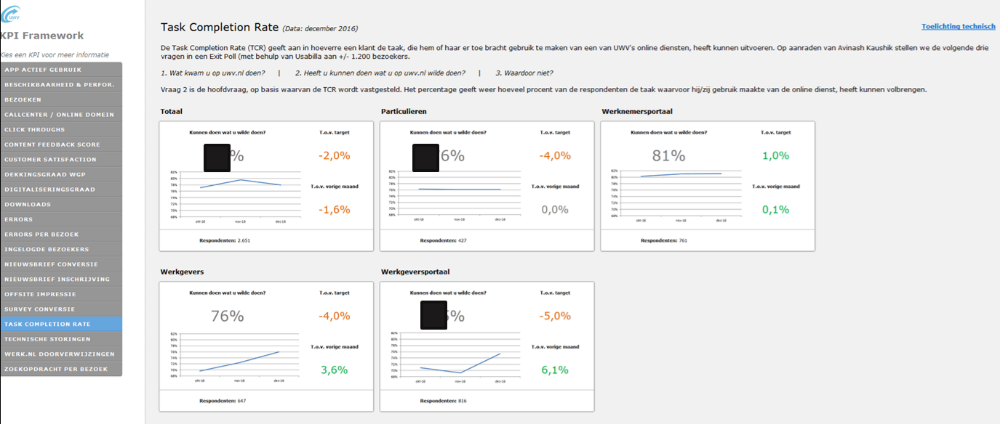 UWV
KPI Framework
Kies een KPI voor meer informatie
APP ACTIEF GEBRUIK
BESCHIKBAARHEID & PERFOR.
BEZOEKEN
CALLCENTER / ONLINE DOMEIN
CLICK THROUGHS
CONTENT FEEDBACK SCORE
CUSTOMER SATISFACTION
DEKKINGSGRAAD WGP
DIGITALISERINGSGRAAD
DOWNLOADS
ERRORS
ERRORS PER BEZOEK
INGELOGDE BEZOEKERS
NIEUWSBRIEF CONVERSIE
NIEUWSBRIEF INSCHRIJVING
OFFSITE IMPRESSIE
SURVEY CONVERSIE
TASK COMPLETION RATE
TECHNISCHE STORINGEN
WERK.NL DOORVERWIJZINGEN
ZOEKOPDRACHT PER BEZOEK
Task Completion Rate (Data: december 2016)
Toelichting technisch
De Task Completion Rate (TCR) geeft aan in hoeverre een klant de taak, die hem of haar er toe bracht gebruik te maken van een van UWV's online diensten, heeft kunnen uitvoeren. Op aanraden van Avinash Kaushik stellen we de volgende drie
vragen in een Exit Poll (met behulp van Usabilla aan +/- 1.200 bezoekers.
1. Wat kwam u op uwv.nl doen? | 2. Heeft u kunnen doen wat u op uwv.nl wilde doen? | 3. Waardoor niet?
Vraag 2 is de hoofdvraag, op basis waarvan de TCR wordt vastgesteld. Het percentage geeft weer hoeveel procent van de respondenten de taak waarvoor hij/zij gebruik maakte van de online dienst, heeft kunnen volbrengen.
Totaal
Kunnen doen wat u wilde doen?
T.o.v. target
%
-2,0%
82%
80%
78%
76%
74%
72%
70%
68%
okt-16 nov-16 dec-16
T.o.v. vorige maand
-1,6%
Respondenten: 2.651
Particulieren
Kunnen doen wat u wilde doen?
T.o.v. target
6%
-4,0%
82%
80%
78%
76%
74%
72%
70%
68%
okt-16 nov-16 dec-16
T.o.v. vorige maand
0,0%
Respondenten: 427
Werknemersportaal
Kunnen doen wat u wilde doen?
T.o.v. target
81%
1,0%
82%
80%
78%
76%
74%
72%
70%
68%
okt-16 nov-16 dec-16
T.o.v. vorige maand
0,1%
Respondenten: 761
Werkgevers
Kunnen doen wat u wilde doen?
T.o.v. target
76%
-4,0%
82%
80%
78%
76%
74%
72%
70%
68%
okt-16 nov-16 dec-16
T.o.v. vorige maand
3,6%
Respondenten: 647
Werkgeversportaal
Kunnen doen wat u wilde doen?
T.o.v. target
%
-5,0%
82%
80%
78%
76%
74%
72%
70%
68%
okt-16 nov-16 dec-16
T.o.v. vorige maand
6,1%
Respondenten: 816